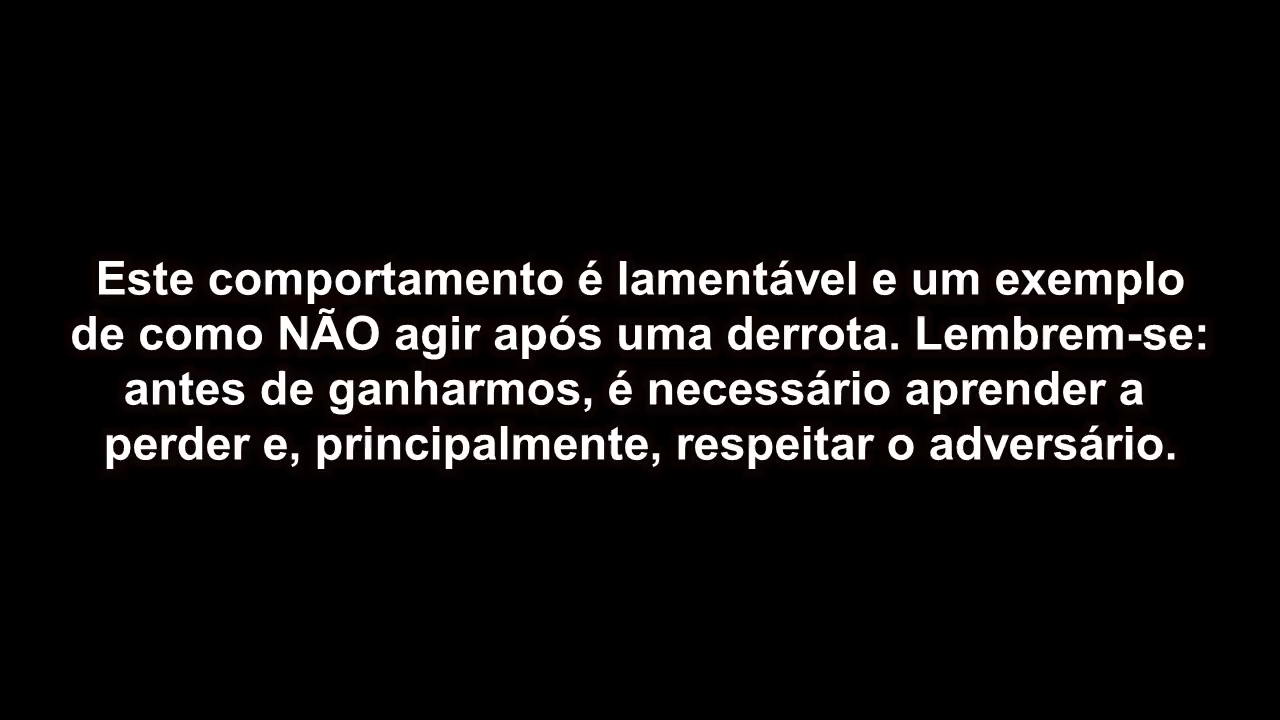 Este comportamento é lamentável e um exemplo
de como NÃO agir após uma derrota. Lembrem-se:
antes de ganharmos, é necessário aprender a
perder e, principalmente, respeitar o adversário.